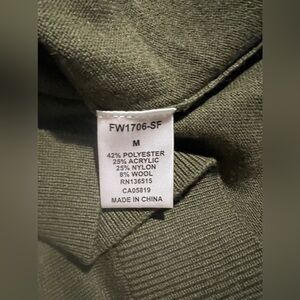 FW1706-SF
M
42% POLYESTER
25% ACRYLIC
25% NYLON
8% WOOL
RN136515
CA05819
MADE IN CHINA